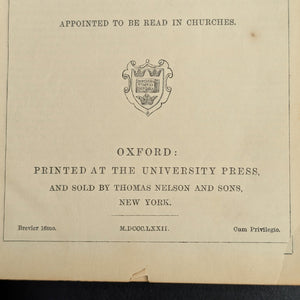 APPOINTED TO BE READ IN CHURCHES.
OXFORD:
PRINTED AT THE UNIVERSITY PRESS,
AND SOLD BY THOMAS NELSON AND SONS,
NEW YORK.
Brevier 16mo. M.DCCC.LXXII. Cum Privilegio.